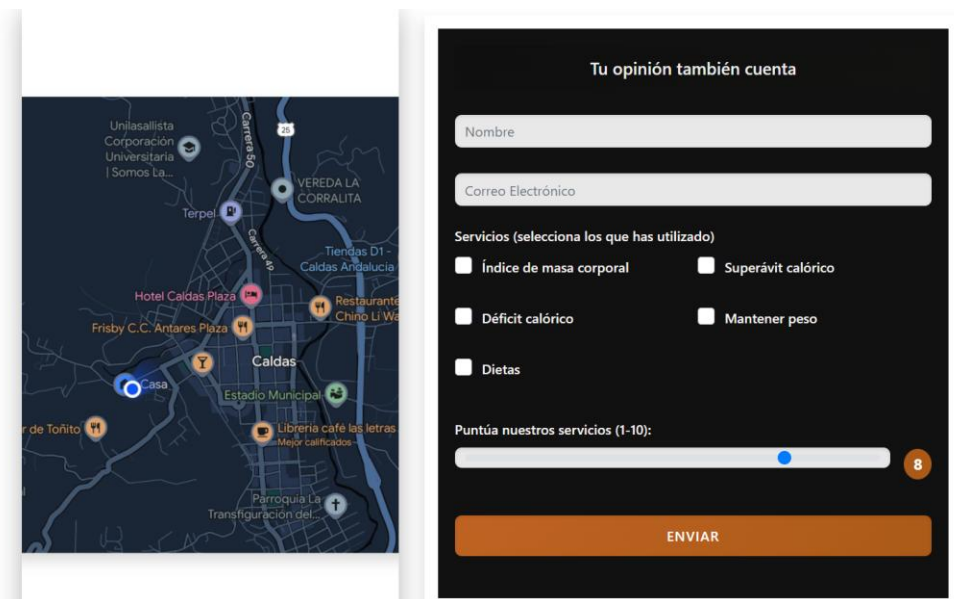 Unilasallista
Corporación
Universitaria
| Somos La...
Carrera 50
25
VEREDA LA
CORRALITA
Terpel
Carrera 49
Tiendas D1 -
Caldas Andalucia
Hotel Caldas Plaza
Restaurante
Chino Li Wa
Frisby C.C. Antares Plaza
Caldas
Casa
Estadio Municipal
r de Toñito
Libreria café las letras
Mejor calificados
Parroquia La
Transfiguración del...
Tu opinión también cuenta
Nombre
Correo Electrónico
Servicios (selecciona los que has utilizado)
Índice de masa corporal
Superávit calórico
Déficit calórico
Mantener peso
Dietas
Puntúa nuestros servicios (1-10):
8
ENVIAR